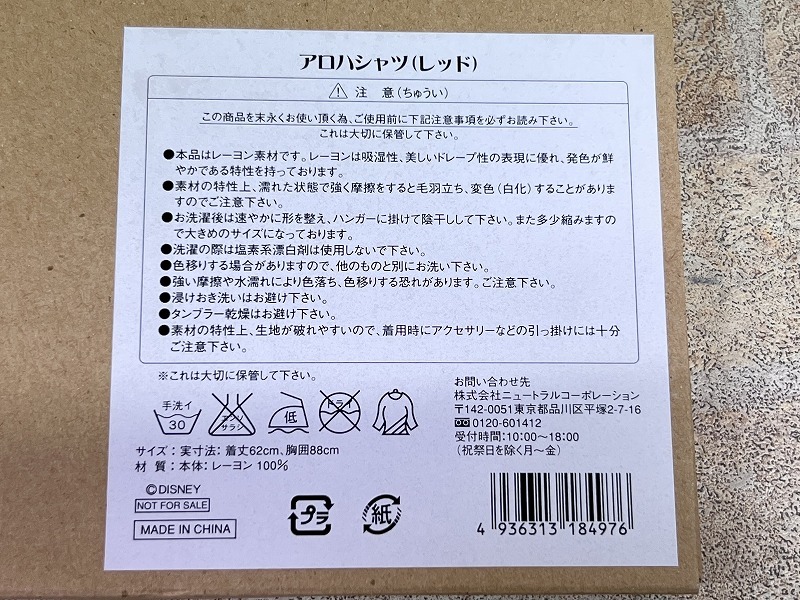 アロハシャツ(レッド)
⚠ 注 意(ちゅうい)
この商品を末永くお使い頂く為、ご使用前に下記注意事項を必ずお読み下さい。
これは大切に保管して下さい。
●本品はレーヨン素材です。レーヨンは吸湿性、美しいドレープ性の表現に優れ、発色が鮮
やかである特性を持っております。
●素材の特性上、濡れた状態で強く摩擦をすると毛羽立ち、変色(白化)することがありま
すのでご注意下さい。
●お洗濯後は速やかに形を整え、ハンガーに掛けて陰干しして下さい。また多少縮みますの
で大きめのサイズになっております。
●洗濯の際は塩素系漂白剤は使用しないで下さい。
●色移りする場合がありますので、他のものと別にお洗い下さい。
●強い摩擦や水濡れにより色落ち、色移りする恐れがあります。ご注意下さい。
●浸けおき洗いはお避け下さい。
●タンブラー乾燥はお避け下さい。
●素材の特性上、生地が破れやすいので、着用時にアクセサリーなどの引っ掛けには十分
ご注意下さい。
※これは大切に保管して下さい。
手洗イ
30
エンソ
サラシ
低
ドライ
サイズ:実寸法:着丈62cm、胸囲88cm
材 質:本体:レーヨン 100%
お問い合わせ先
株式会社ニュートラルコーポレーション
〒142-0051東京都品川区平塚2-7-16
0120-601412
受付時間:10:00〜18:00
(祝祭日を除く月〜金)
©DISNEY
NOT FOR SALE
MADE IN CHINA
プラ
紙
4 936313 184976